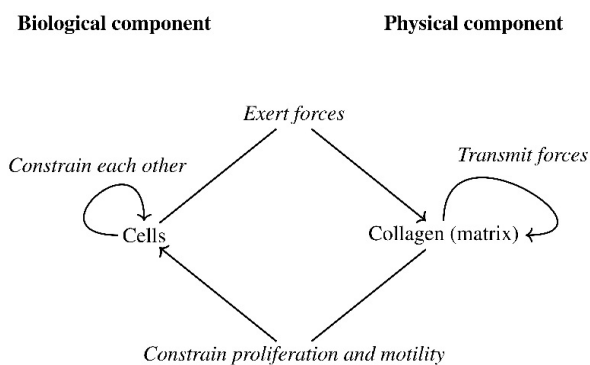 Biological component
Physical component
Exert forces
Constrain each other
Transmit forces
Cells
Collagen (matrix)
Constrain proliferation and motility